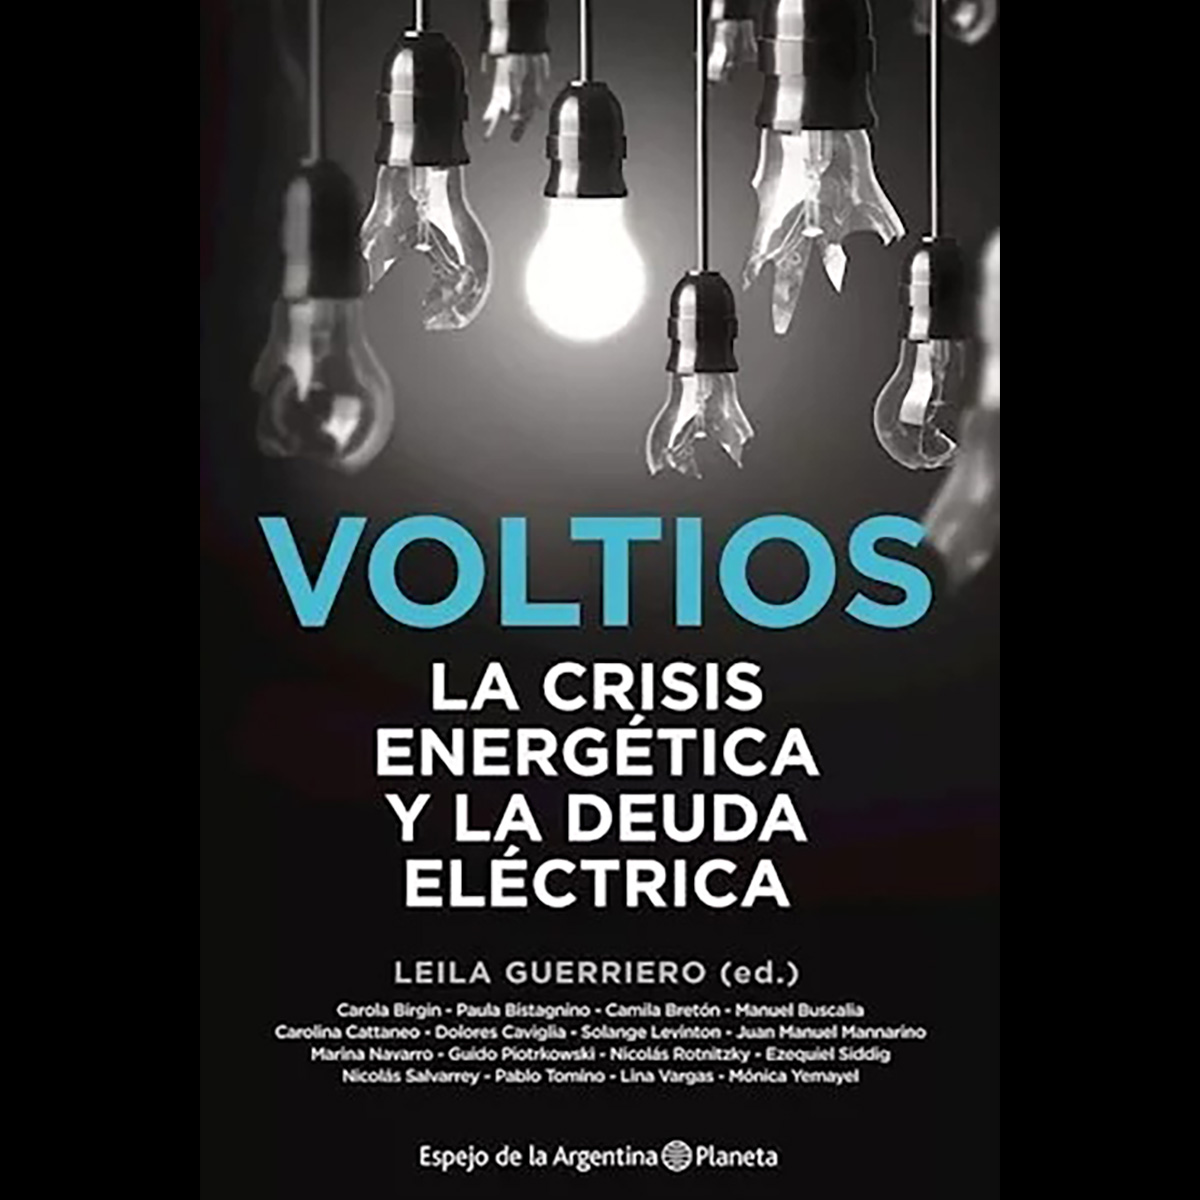 VOLTIOS
LA CRISIS
ENERGÉTICA
Y LA DEUDA
ELÉCTRICA
LEILA GUERRIERO (ed.)
Carola Birgin - Paula Bistagnino - Camila Bretón - Manuel Buscalia
Carolina Cattaneo - Dolores Caviglia - Solange Levinton - Juan Manuel Mannarino
Marina Navarro - Guido Piotrkowski - Nicolás Rotnitzky - Ezequiel Siddig
Nicolás Salvarrey - Pablo Tomino - Lina Vargas - Mónica Yemayel
Espejo de la Argentina Planeta